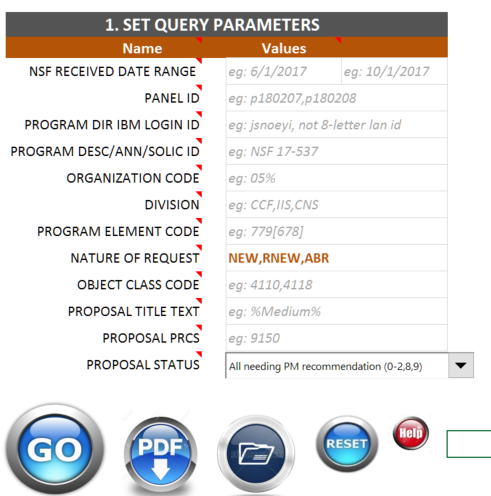 1. SET QUERY PARAMETERS
Name Values
NSF RECEIVED DATE RANGE eg: 6/1/2017 eg: 10/1/2017
PANEL ID eg: p180207,p180208
PROGRAM DIR IBM LOGIN ID eg: jsnoeyi, not 8-letter lan id
PROGRAM DESC/ANN/SOLIC ID eg: NSF 17-537
ORGANIZATION CODE eg: 05%
DIVISION eg: CCF,IIS,CNS
PROGRAM ELEMENT CODE eg: 779[678]
NATURE OF REQUEST NEW,RNEW,ABR
OBJECT CLASS CODE eg: 4110,4118
PROPOSAL TITLE TEXT eg: %Medium%
PROPOSAL PRCS eg: 9150
PROPOSAL STATUS All needing PM recommendation (0-2,8,9)
GO PDF RESET Help